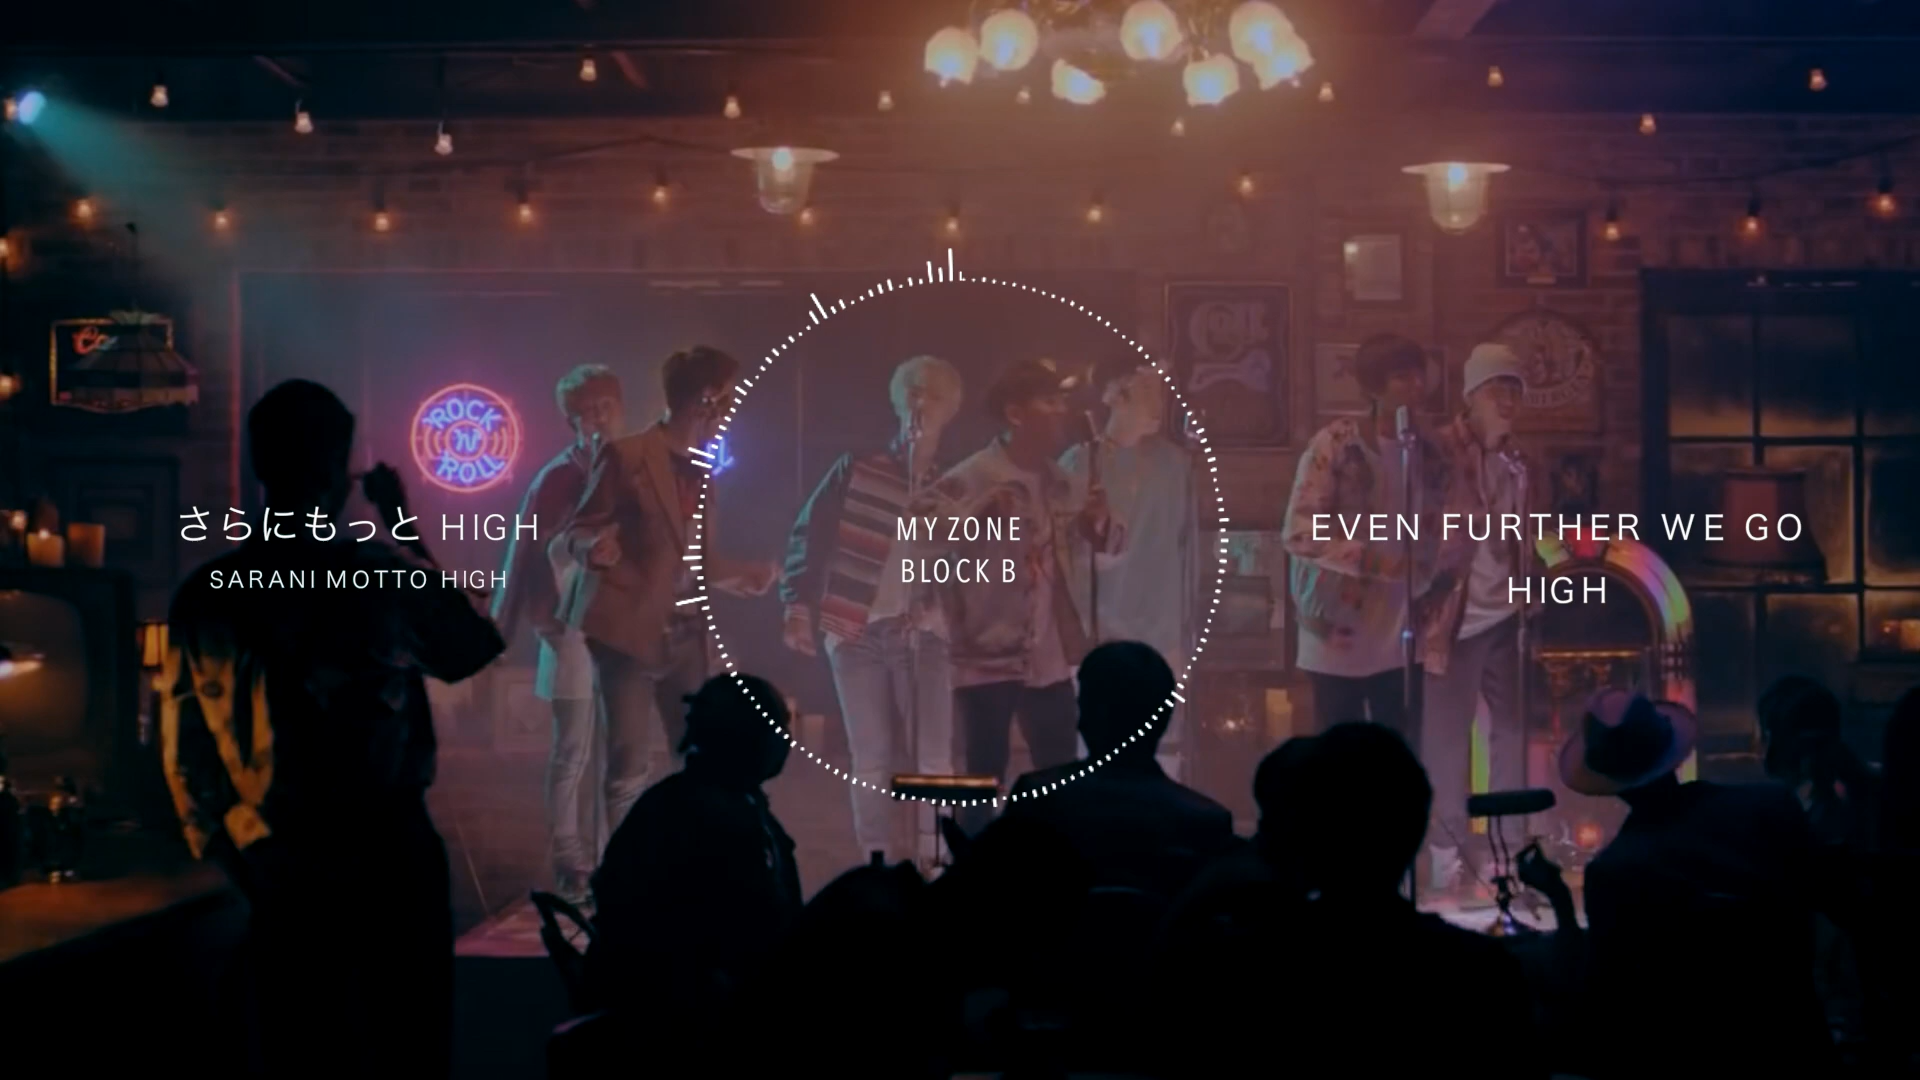 ROCK
'N'
ROLL
さらにもっと HIGH
SARANI MOTTO HIGH
MY ZONE
BLOCK B
EVEN FURTHER WE GO
HIGH